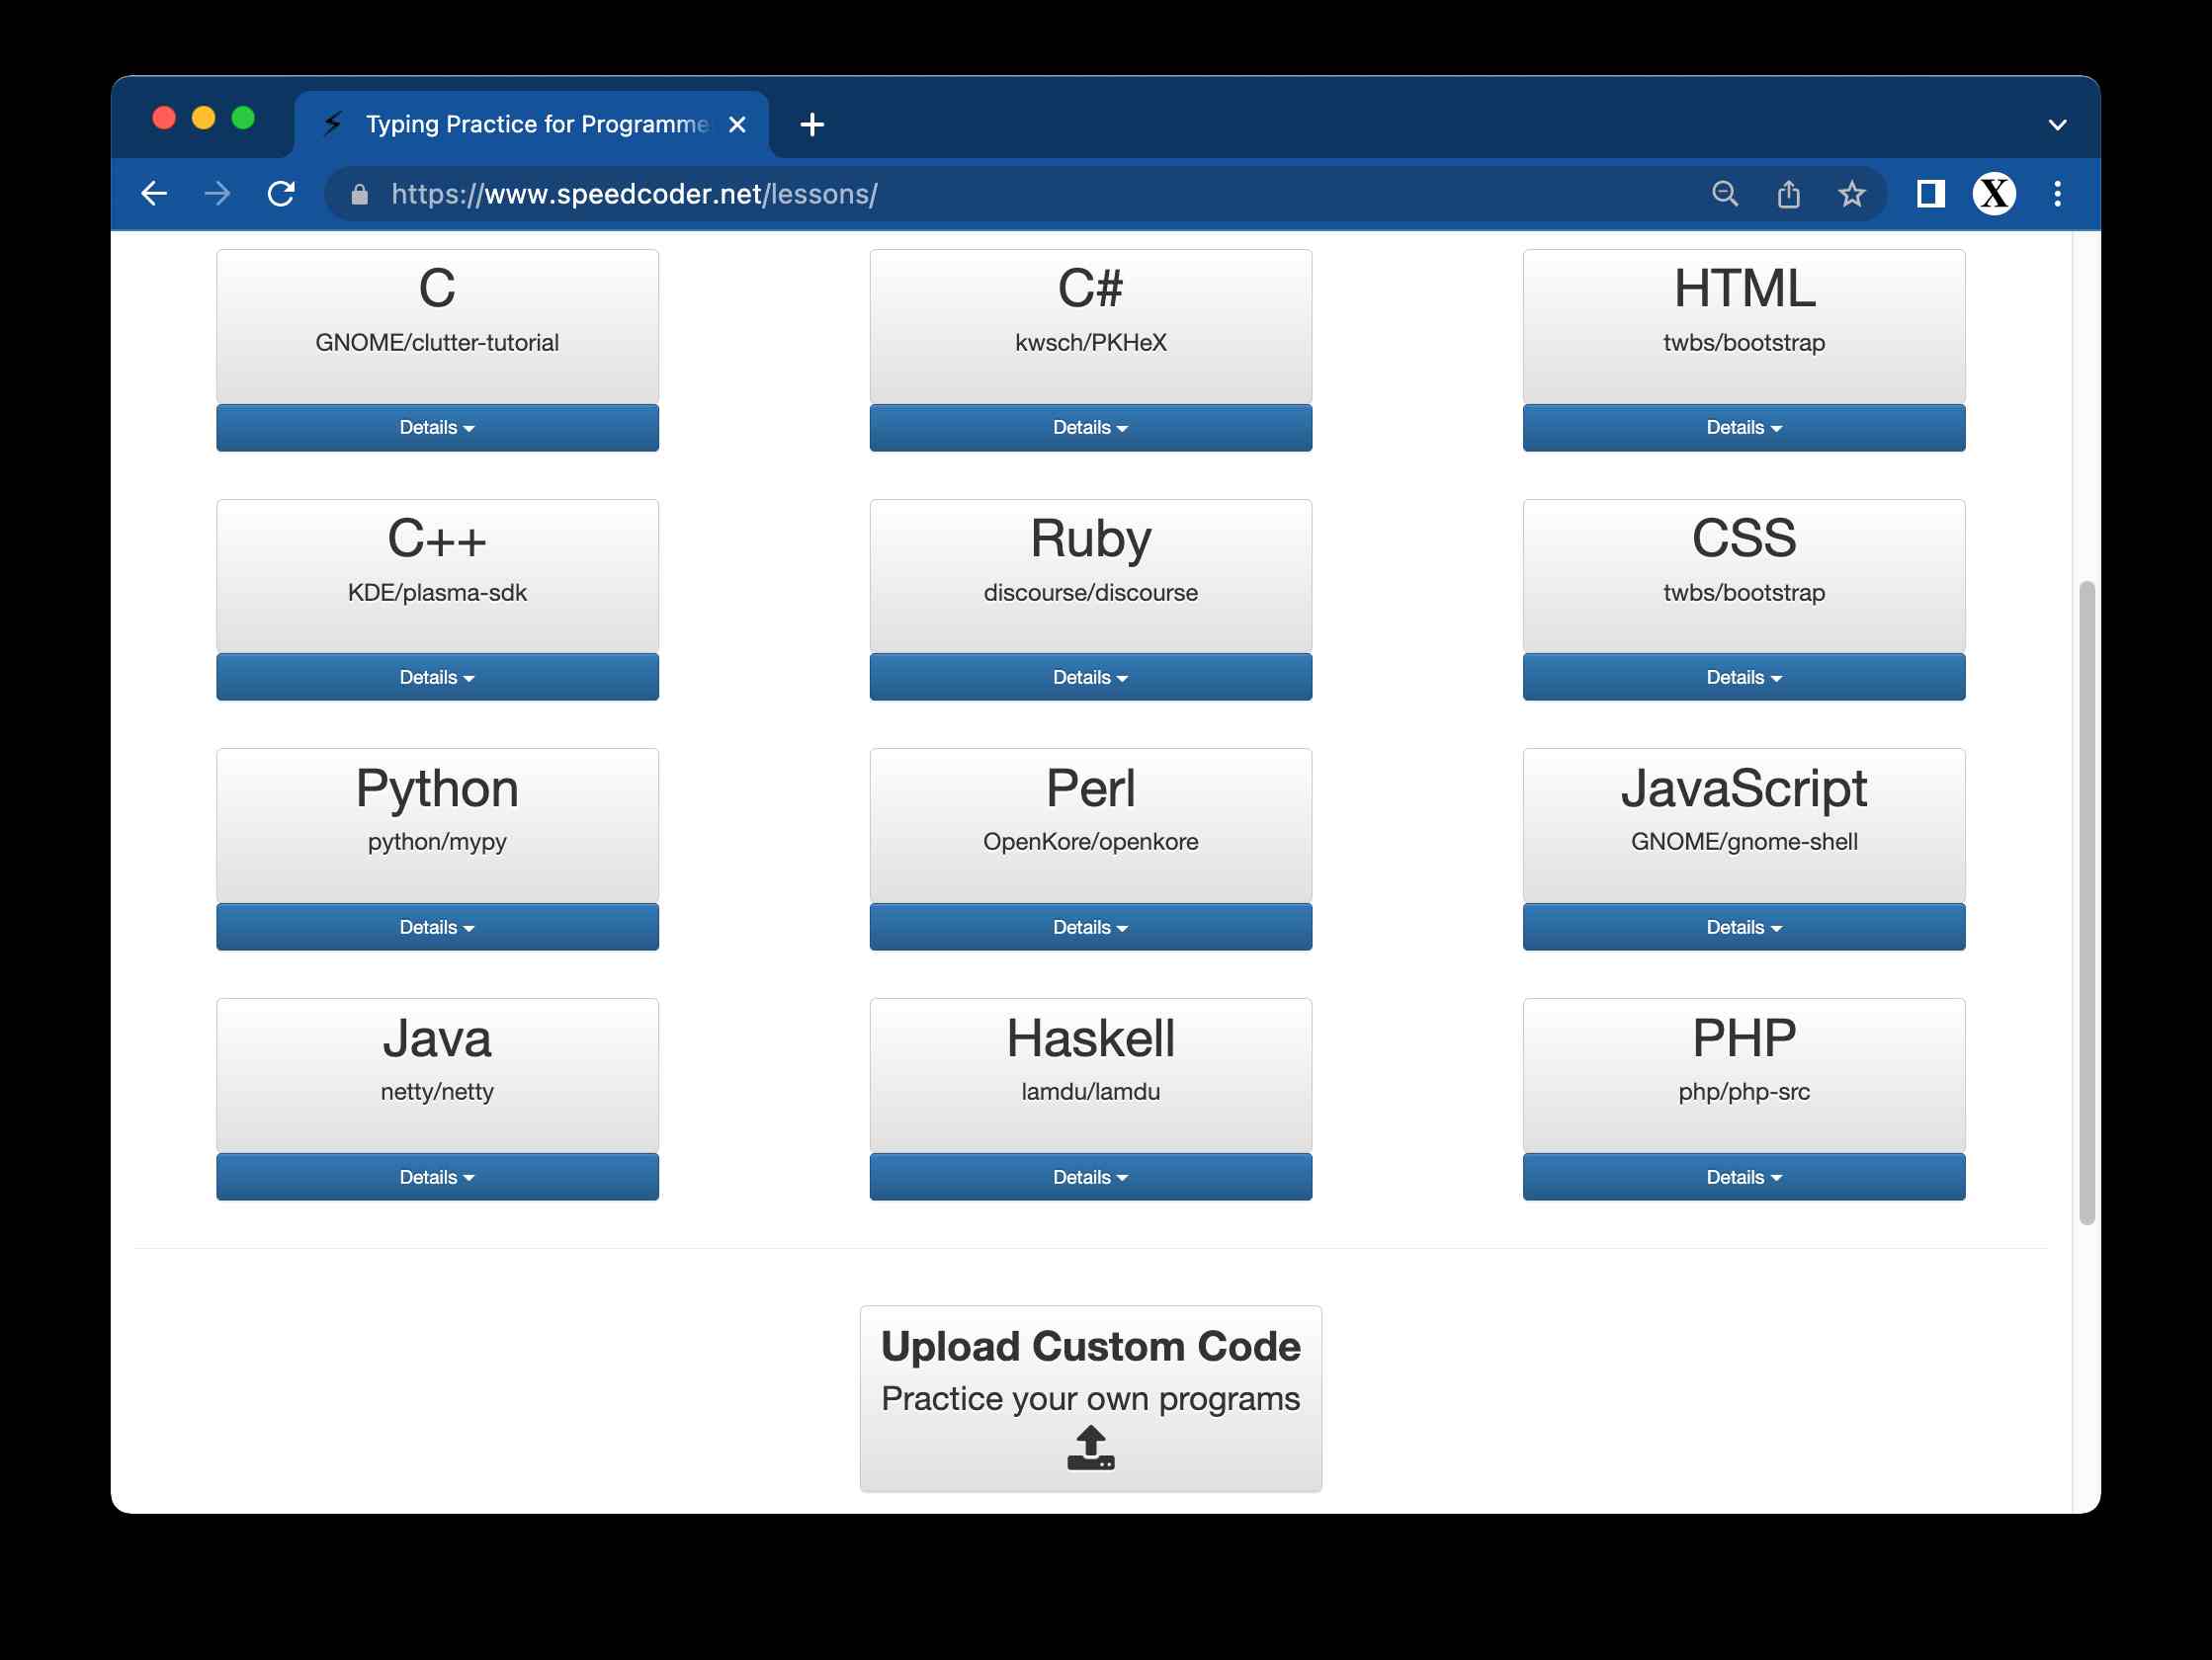 Typing Practice for Programme
https://www.speedcoder.net/lessons/
X
C
GNOME/clutter-tutorial
Details
C#
kwsch/PKHeX
Details
HTML
twbs/bootstrap
Details
C++
KDE/plasma-sdk
Details
Ruby
discourse/discourse
Details
CSS
twbs/bootstrap
Details
Python
python/mypy
Details
Perl
OpenKore/openkore
Details
JavaScript
GNOME/gnome-shell
Details
Java
netty/netty
Details
Haskell
lamdu/lamdu
Details
PHP
php/php-src
Details
Upload Custom Code
Practice your own programs